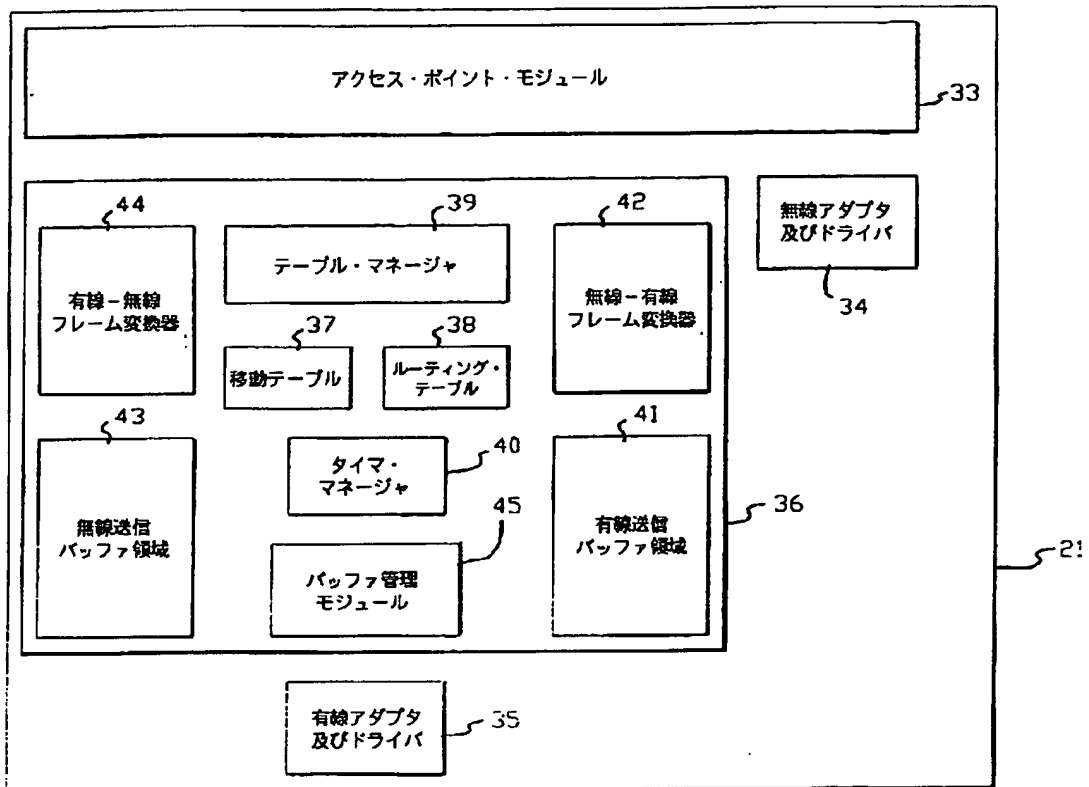 アクセス・ポイント・モジュール
33
44
39
42
無線アダプタ
及びドライバ
34
有線－無線
フレーム変換器
テーブル・マネージャ
無線－有線
フレーム変換器
37
38
移動テーブル
ルーティング・
テーブル
43
41
タイマ・
マネージャ
40
無線送信
バッファ領域
45
有線送信
バッファ領域
36
21
バッファ管理
モジュール
有線アダプタ
及びドライバ
35